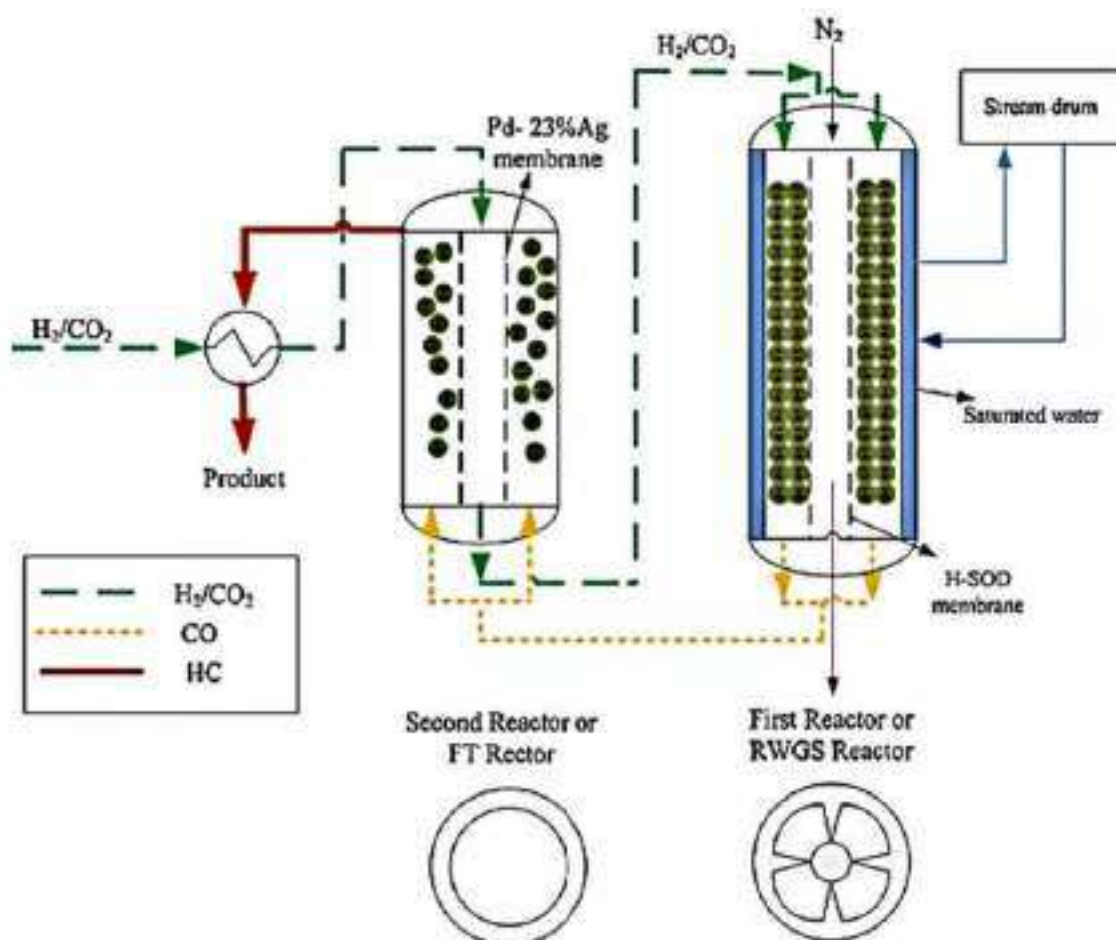 N₂
H₂/CO₂
Pd- 23%Ag
membrane
Stream drum
H₂/CO₂
Saturated water
Product
H-SOD
membrane
H₂/CO₂
CO
HC
Second Reactor or
FT Rector
First Reactor or
RWGS Reactor